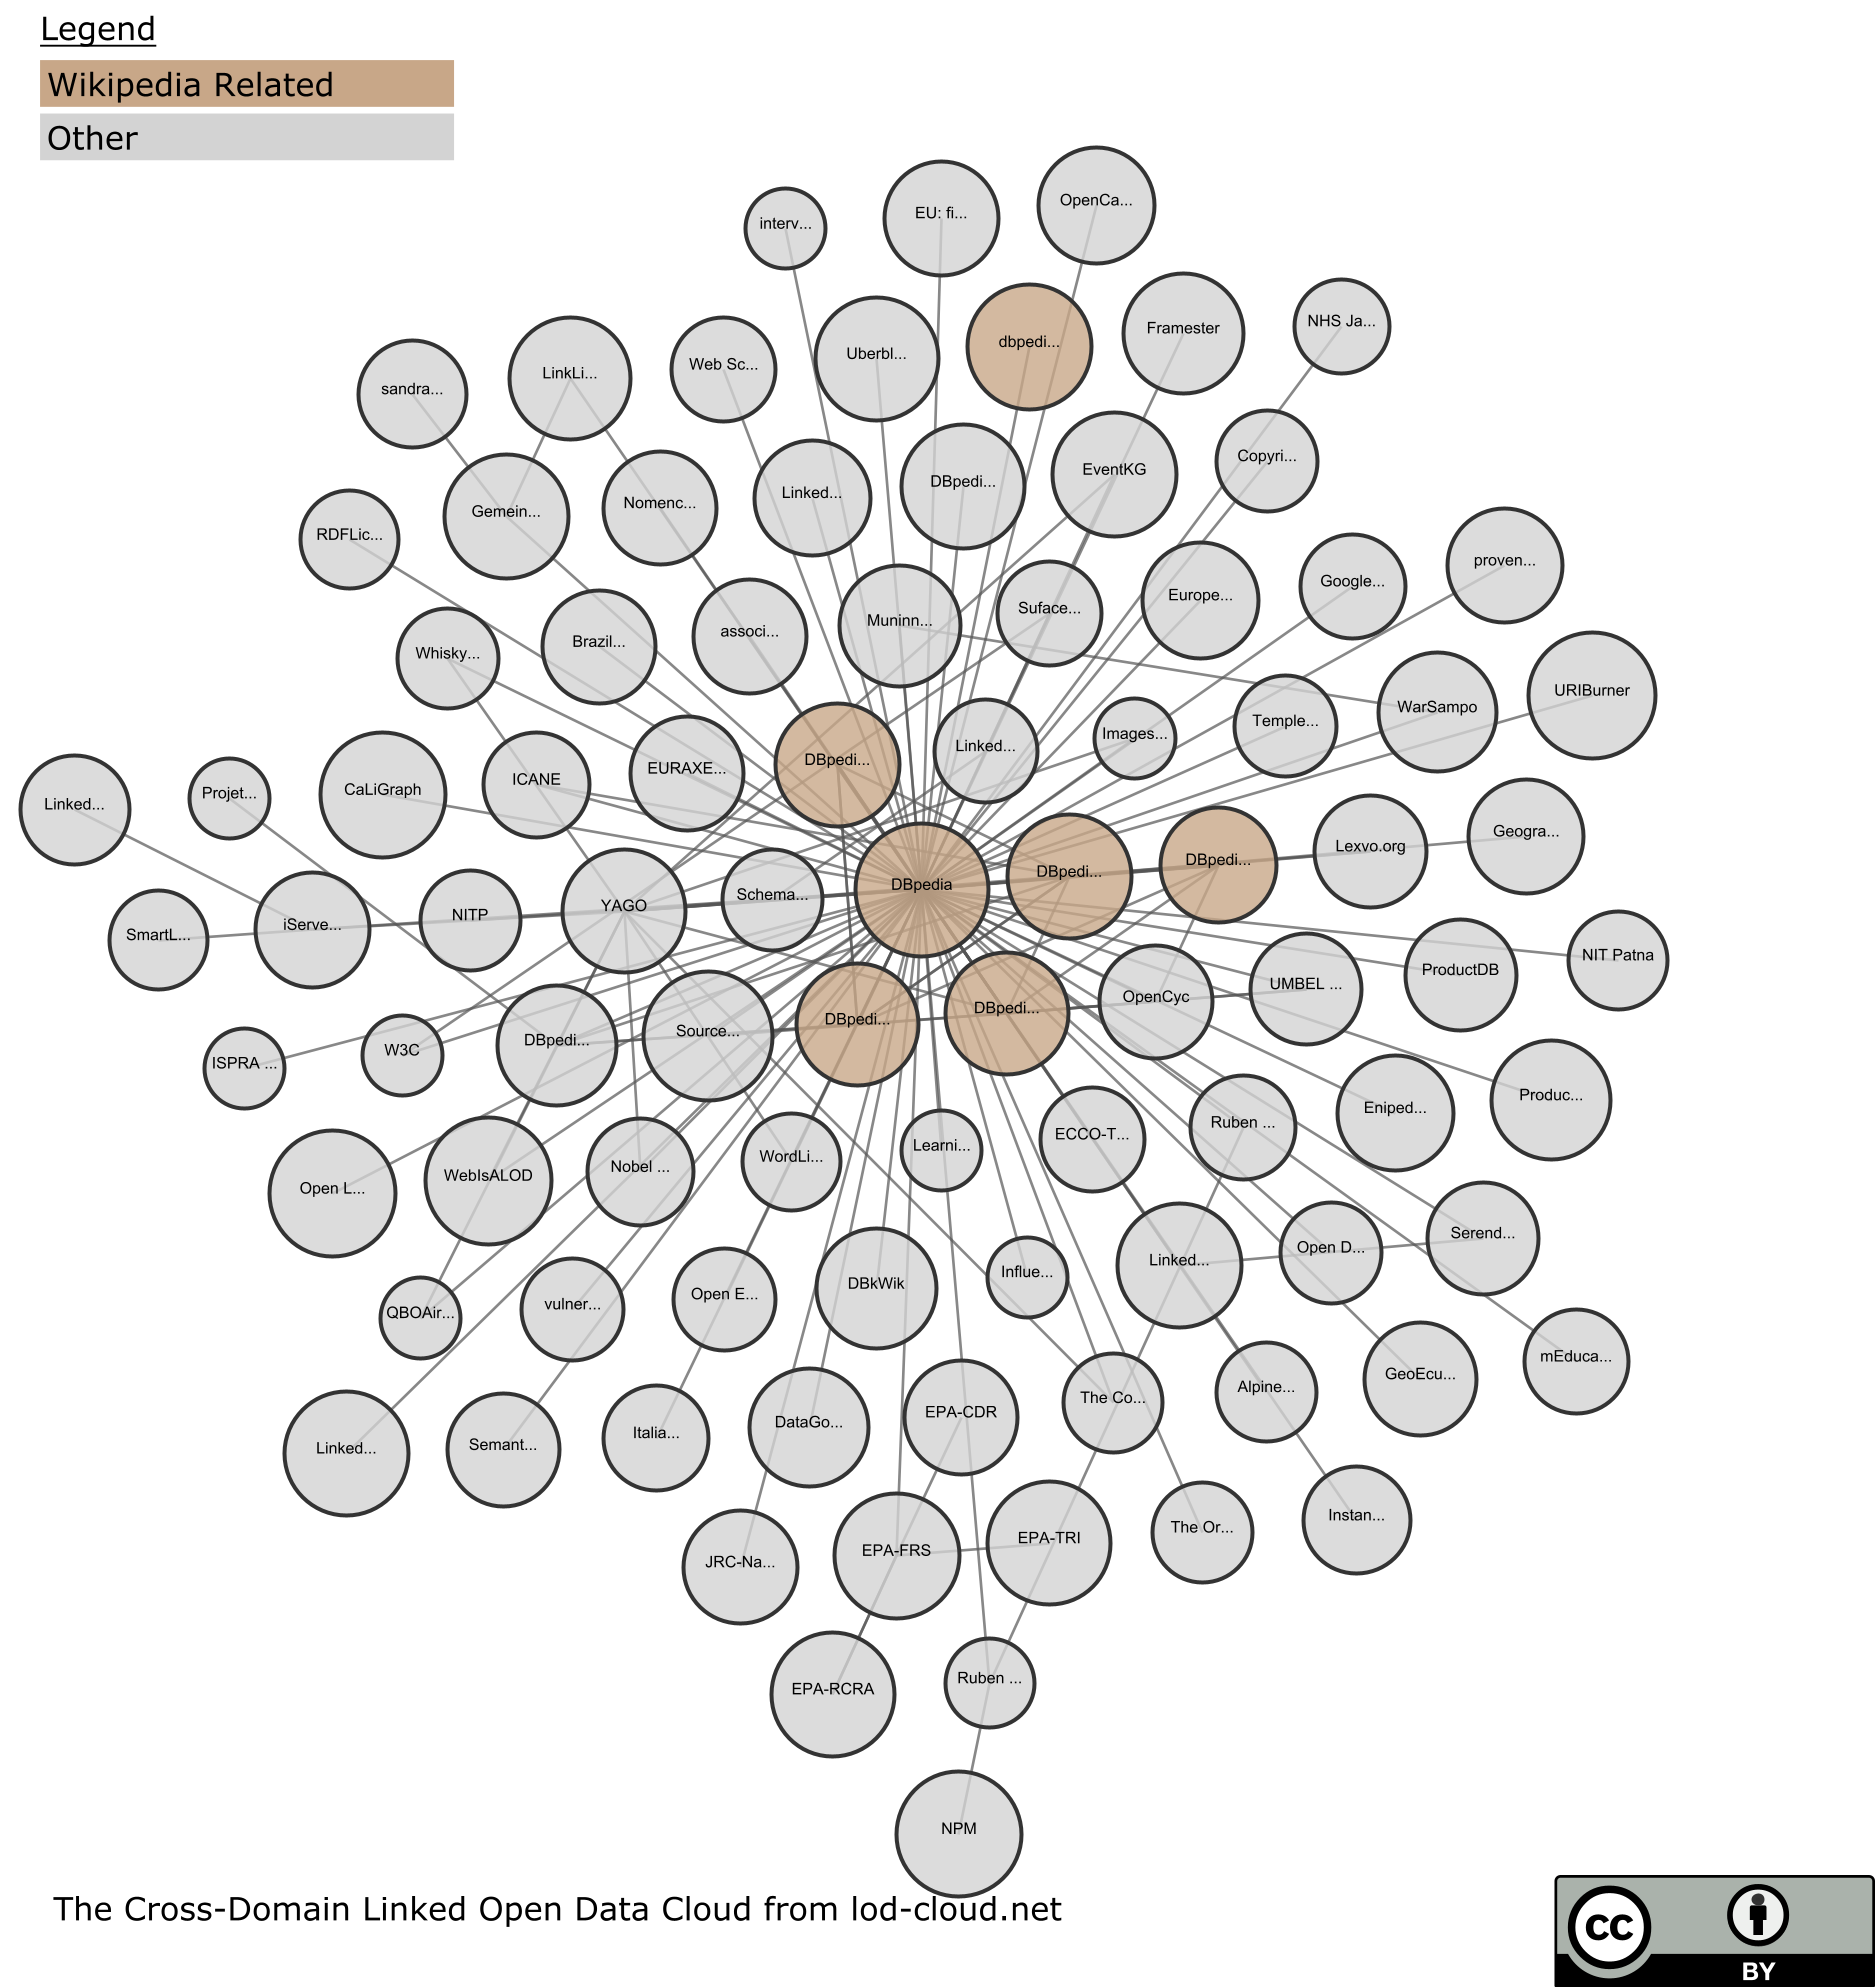 Legend
Wikipedia Related
Other
OpenCa...
EU: fi...
interv...
NHS Ja...
Framester
dbpedi...
Uberbl...
Web Sc...
LinkLi...
sandra...
Copyri...
EventKG
DBpedi...
Linked...
Nomenc...
Gemein...
RDFLic...
proven...
Google...
Europe...
Suface...
Muninn...
associ...
Brazil...
Whisky...
URIBurner
WarSampo
Temple...
Images...
Linked...
DBpedi...
EURAXE...
ICANE
CaLiGraph
Projet...
Linked...
Geogra...
Lexvo.org
DBpedi...
DBpedi...
DBpedia
Schema...
YAGO
NITP
iServe...
SmartL...
NIT Patna
ProductDB
UMBEL ...
OpenCyc
DBpedi...
DBpedi...
Source...
DBpedi...
W3C
ISPRA ...
Produc...
Eniped...
Ruben ...
ECCO-T...
Learni...
WordLi...
Nobel ...
WebIsALOD
Open L...
Serend...
Open D...
Linked...
Influe...
DBkWik
Open E...
vulner...
QBOAir...
mEduca...
GeoEcu...
Alpine...
The Co...
EPA-CDR
DataGo...
Italia...
Semant...
Linked...
Instan...
The Or...
EPA-TRI
EPA-FRS
JRC-Na...
Ruben ...
EPA-RCRA
NPM
The Cross-Domain Linked Open Data Cloud from lod-cloud.net
cc
BY